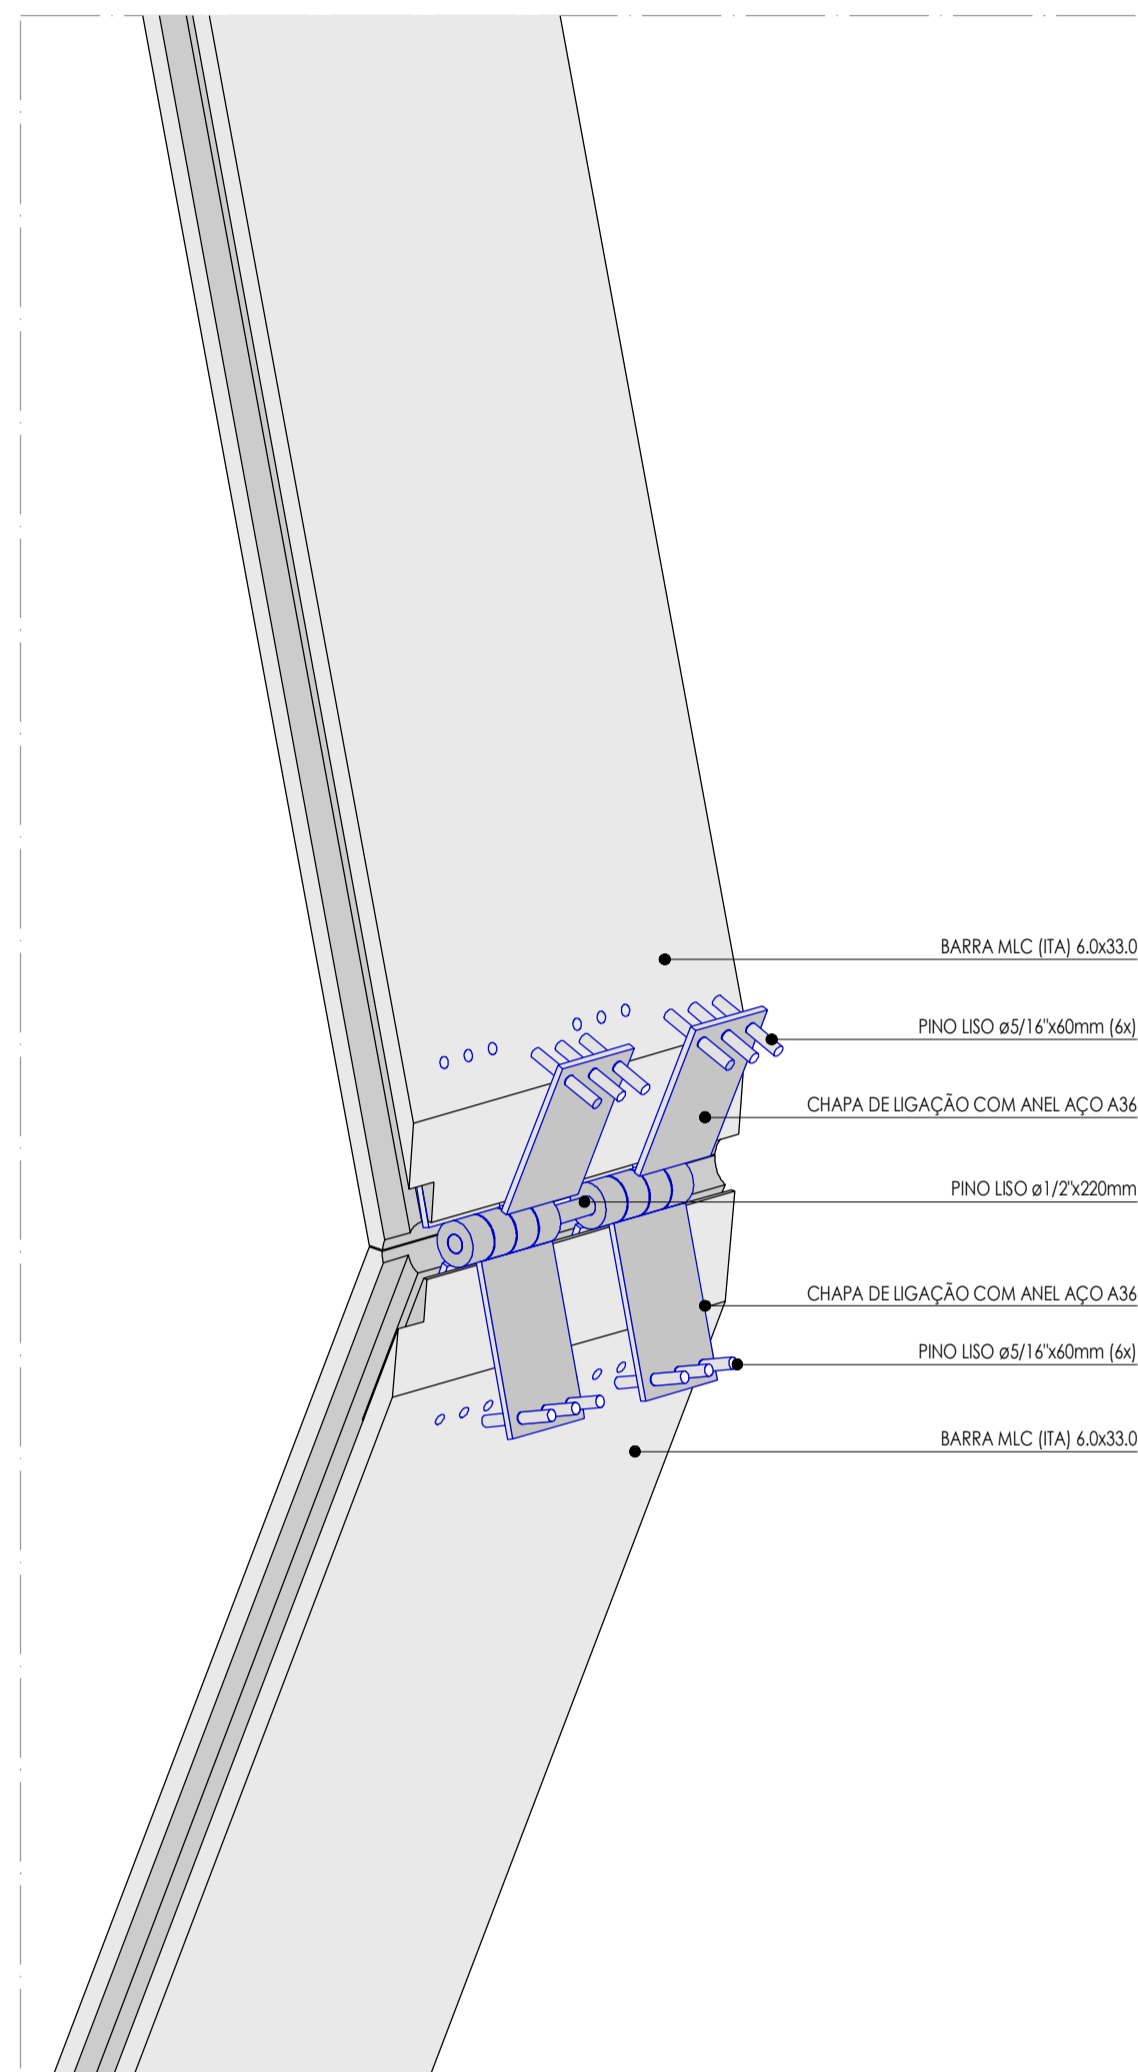 BARRA MLC (ITA) 6.0x33.0
PINO LISO ø5/16"x60mm (6x)
CHAPA DE LIGAÇÃO COM ANEL AÇO A36
PINO LISO ø1/2"x220mm
CHAPA DE LIGAÇÃO COM ANEL AÇO A36
PINO LISO ø5/16"x60mm (6x)
BARRA MLC (ITA) 6.0x33.0